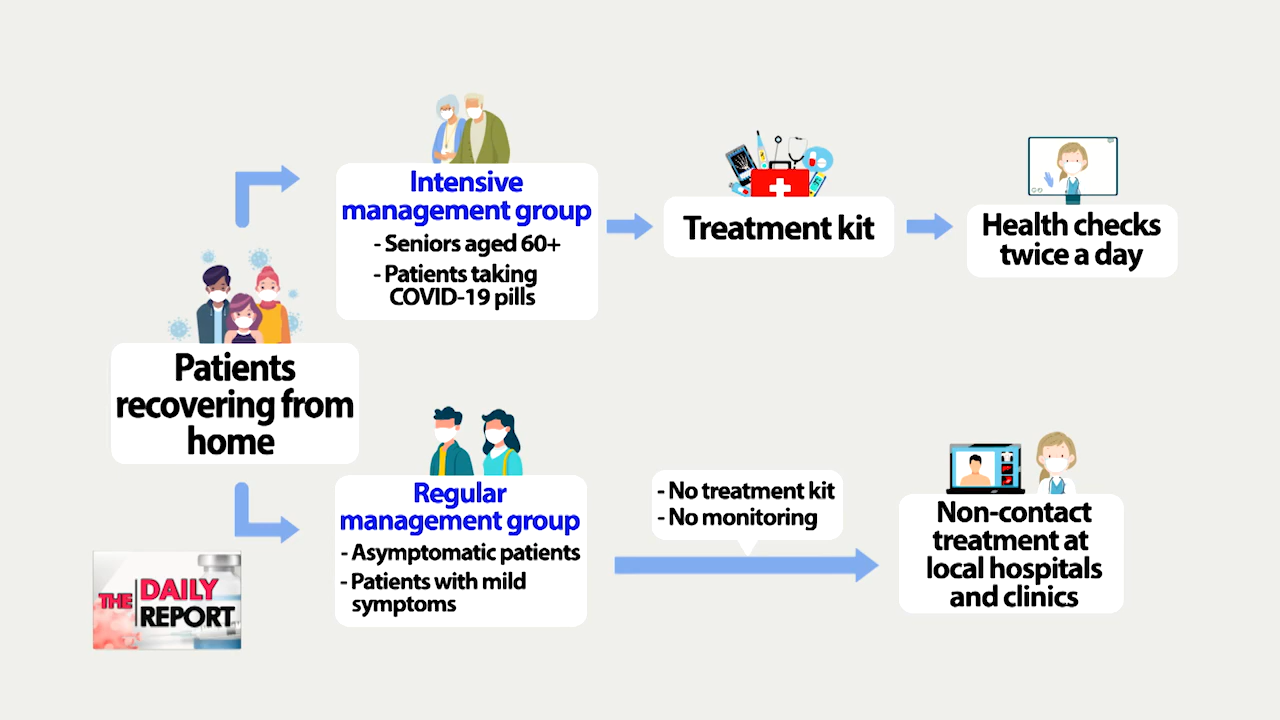 Patients
recovering from
home
Intensive
management group
- Seniors aged 60+
- Patients taking
COVID-19 pills
Treatment kit
Health checks
twice a day
Regular
management group
- Asymptomatic patients
- Patients with mild
symptoms
- No treatment kit
- No monitoring
Non-contact
treatment at
local hospitals
and clinics
THE DAILY
REPORT